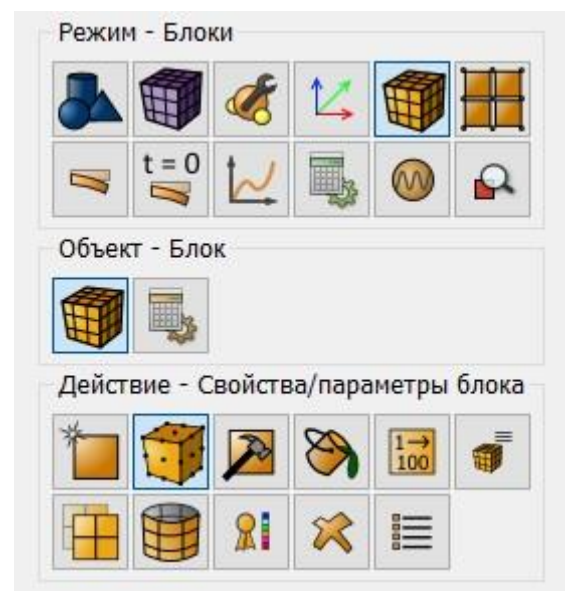 Режим - Блоки
t = 0
Объект - Блок
Действие - Свойства/параметры блока
1→
100